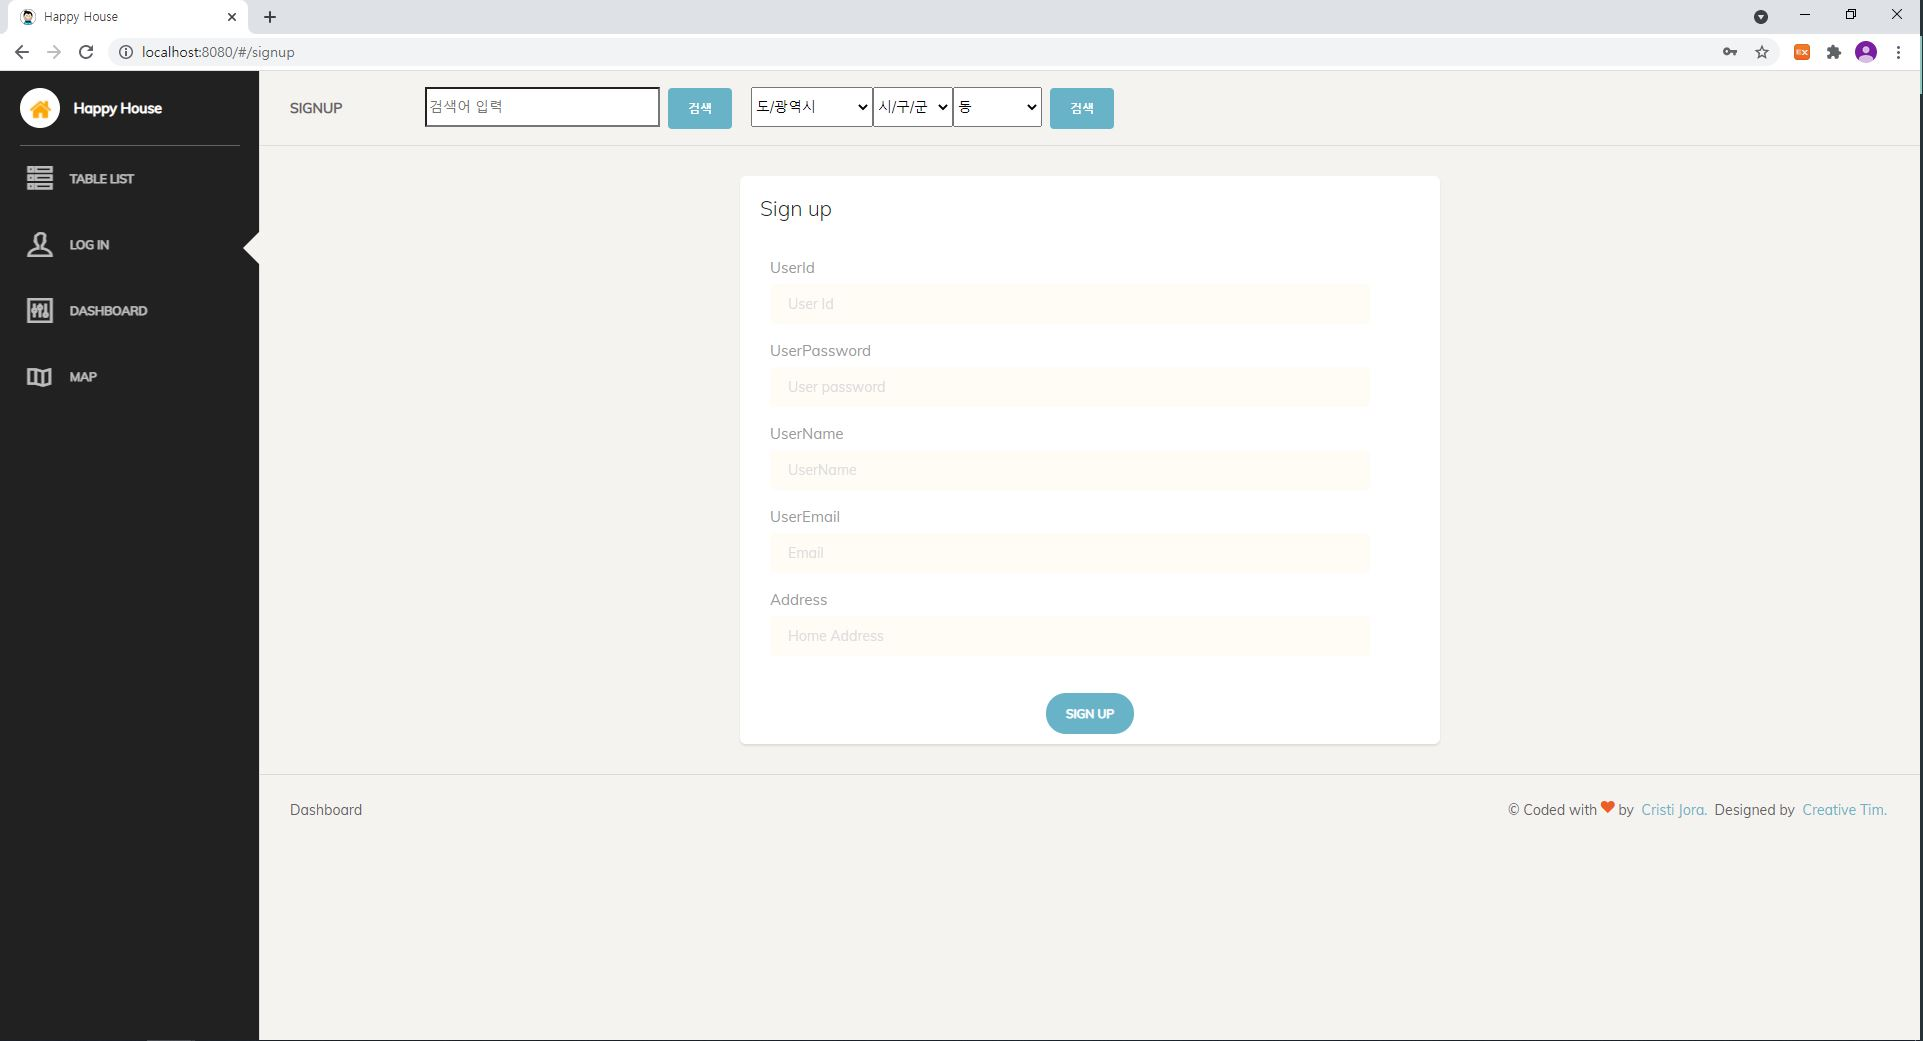 Happy House
localhost:8080/#/signup
Happy House
SIGNUP
검색어 입력
검색
도/광역시
시/구/군
동
검색
TABLE LIST
LOG IN
DASHBOARD
MAP
Sign up
UserId
User Id
UserPassword
User password
UserName
UserName
UserEmail
Email
Address
Home Address
SIGN UP
Dashboard
© Coded with by Cristi Jora. Designed by Creative Tim.